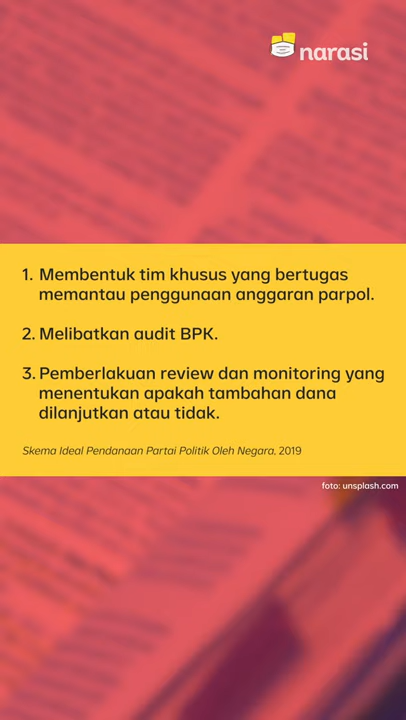 narasi
1. Membentuk tim khusus yang bertugas
memantau penggunaan anggaran parpol.
2. Melibatkan audit BPK.
3. Pemberlakuan review dan monitoring yang
menentukan apakah tambahan dana
dilanjutkan atau tidak.
Skema Ideal Pendanaan Partai Politik Oleh Negara, 2019
foto: unsplash.com